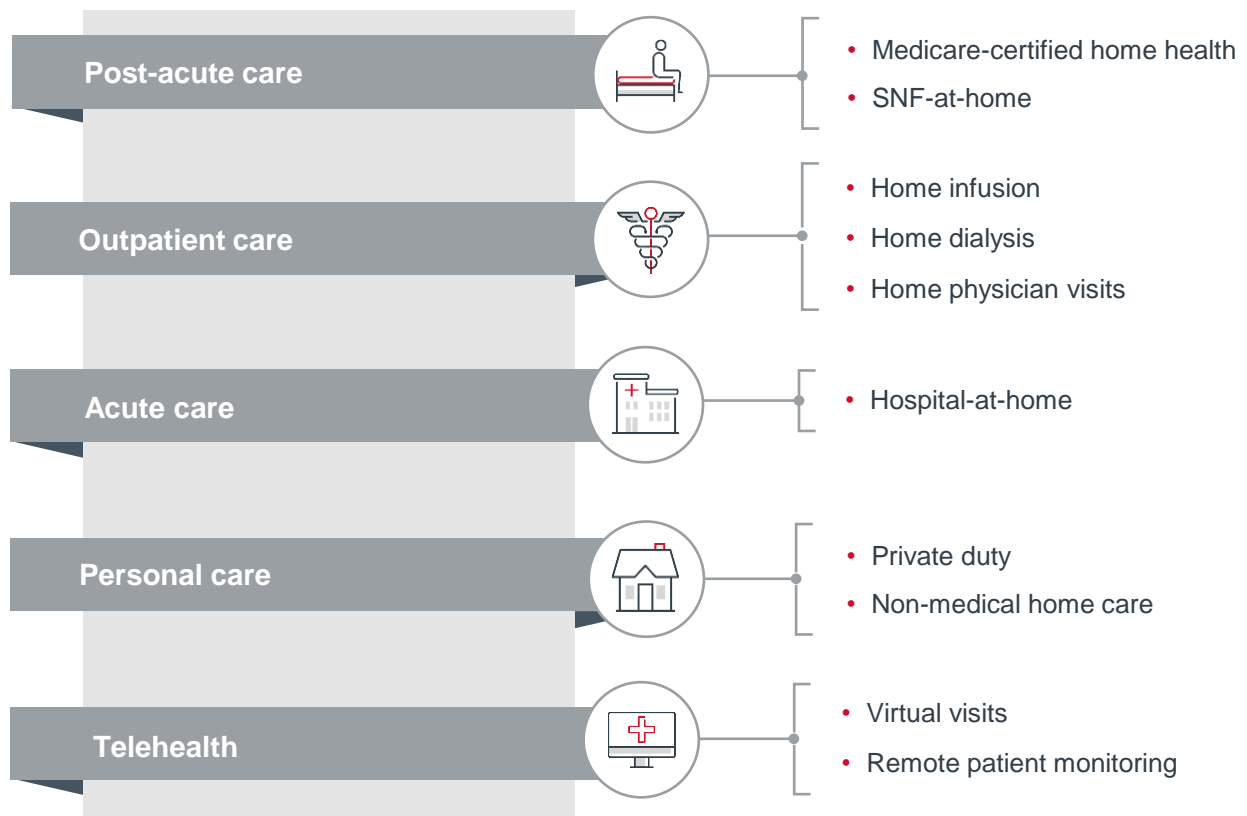 Post-acute care
• Medicare-certified home health
• SNF-at-home
Outpatient care
• Home infusion
• Home dialysis
• Home physician visits
Acute care
• Hospital-at-home
Personal care
• Private duty
• Non-medical home care
Telehealth
• Virtual visits
• Remote patient monitoring